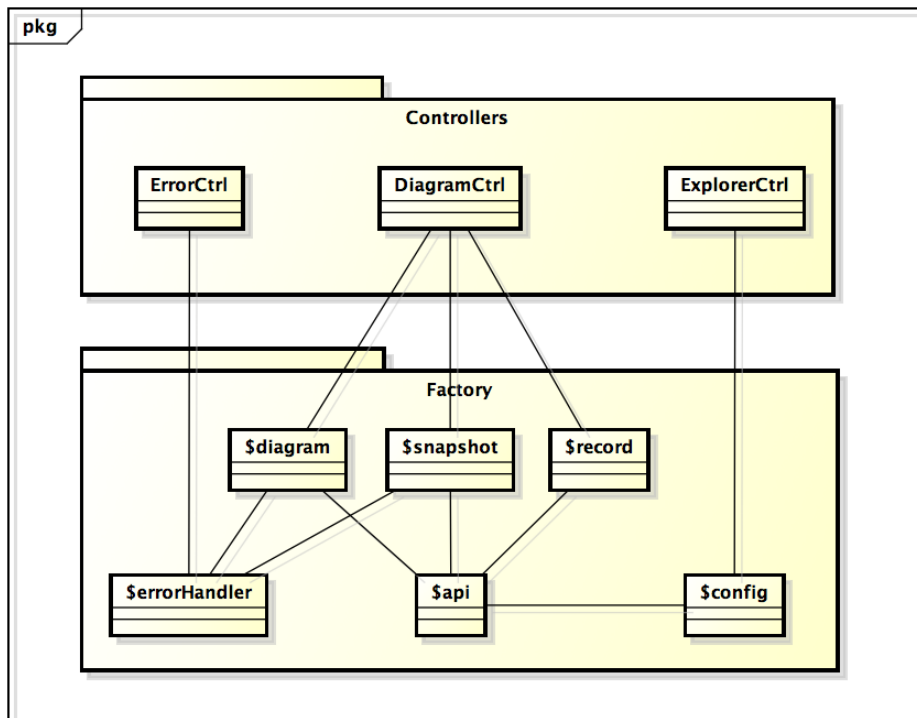 pkg
Controllers
ErrorCtrl
DiagramCtrl
ExplorerCtrl
Factory
$diagram
$snapshot
$record
$errorHandler
$api
$config